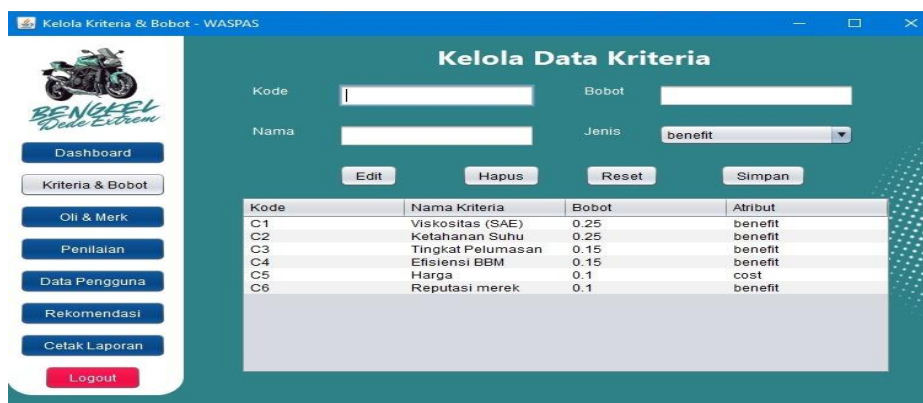 Kelola Kriteria & Bobot - WASPAS
BENGKEL
Dede Extrem
Dashboard
Kriteria & Bobot
Oli & Merk
Penilaian
Data Pengguna
Rekomendasi
Cetak Laporan
Logout
Kelola Data Kriteria
Kode
Bobot
Nama
Jenis benefit
Edit Hapus Reset Simpan
Kode Nama Kriteria Bobot Atribut
C1 Viskositas (SAE) 0.25 benefit
C2 Ketahanan Suhu 0.25 benefit
C3 Tingkat Pelumasan 0.15 benefit
C4 Efisiensi BBM 0.15 benefit
C5 Harga 0.1 cost
C6 Reputasi merek 0.1 benefit